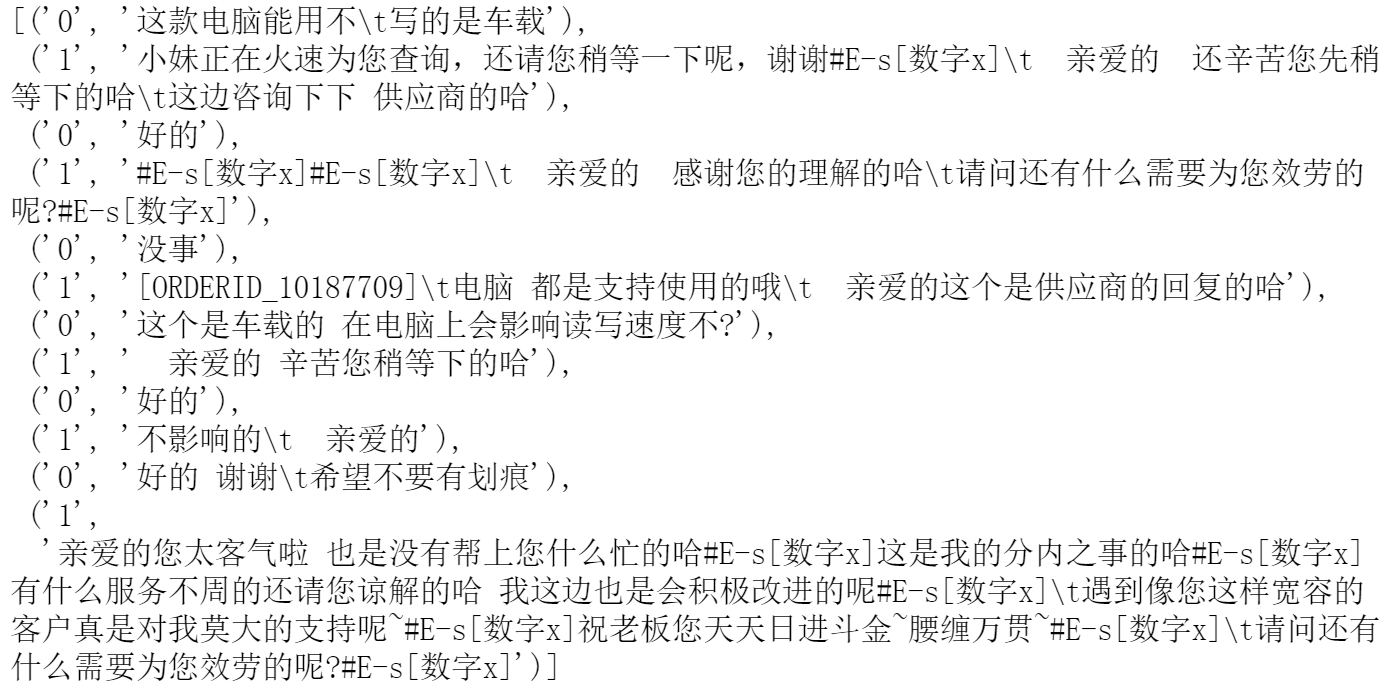 [('0', '这款电脑能用不\t写的是车载'),
('1', '小妹正在火速为您查询，还请您稍等一下呢，谢谢#E-s[数字x]\t　亲爱的　还辛苦您先稍
等下的哈\t这边咨询下下 供应商的哈'),
('0', '好的'),
('1', '#E-s[数字x]#E-s[数字x]\t　亲爱的　感谢您的理解的哈\t请问还有什么需要为您效劳的
呢?#E-s[数字x]'),
('0', '没事'),
('1', '[ORDERID_10187709]\t电脑 都是支持使用的哦\t　亲爱的这个是供应商的回复的哈'),
('0', '这个是车载的 在电脑上会影响读写速度不?'),
('1', '　亲爱的 辛苦您稍等下的哈'),
('0', '好的'),
('1', '不影响的\t　亲爱的'),
('0', '好的 谢谢\t希望不要有划痕'),
('1',
'亲爱的您太客气啦 也是没有帮上您什么忙的哈#E-s[数字x]这是我的分内之事的哈#E-s[数字x]
有什么服务不周的还请您谅解的哈 我这边也是会积极改进的呢#E-s[数字x]\t遇到像您这样宽容的
客户真是对我莫大的支持呢~#E-s[数字x]祝老板您天天日进斗金~腰缠万贯~#E-s[数字x]\t请问还有
什么需要为您效劳的呢?#E-s[数字x]')]